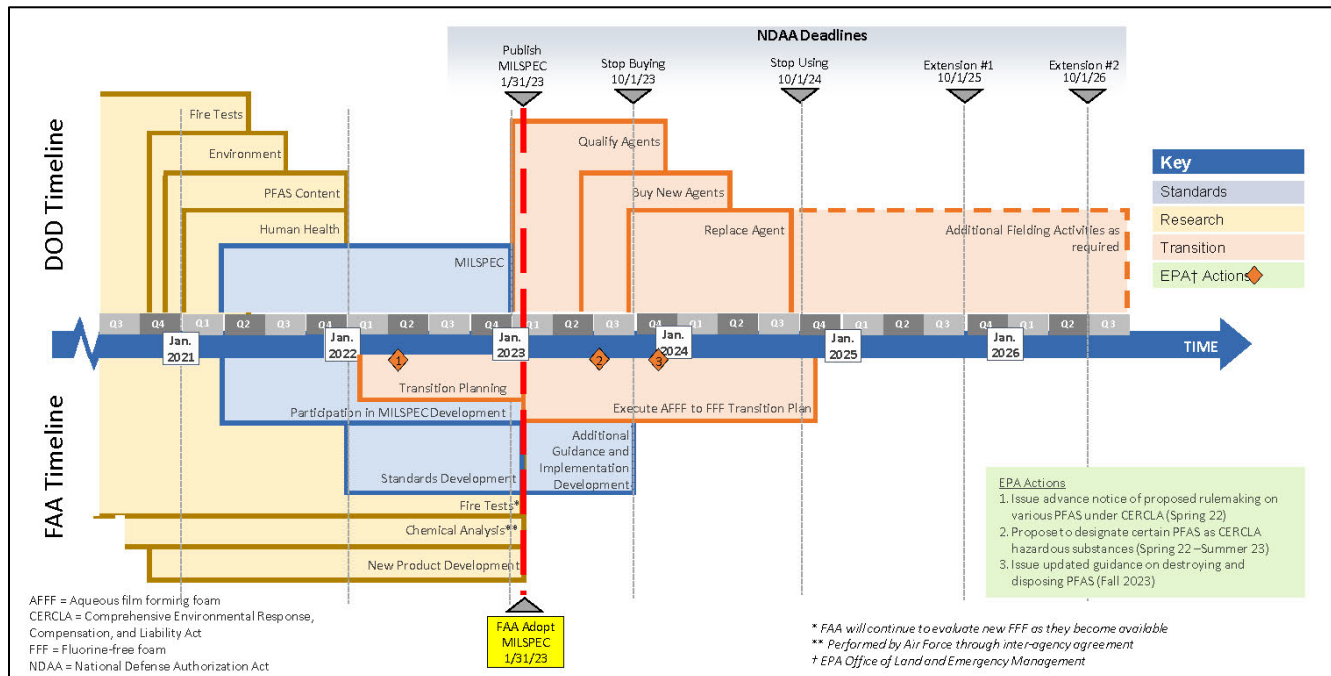 NDAA Deadlines
Publish
MILSPEC
1/31/23
Stop Buying
10/1/23
Stop Using
10/1/24
Extension #1
10/1/25
Extension #2
10/1/26
DOD Timeline
Fire Tests
Environment
PFAS Content
Human Health
MILSPEC
Qualify Agents
Buy New Agents
Replace Agent
Additional Fielding Activities as
required
Key
Standards
Research
Transition
EPA† Actions
Q3 Q4 Q1 Q2 Q3 Q4 Q1 Q2 Q3 Q4 Q1 Q2 Q3 Q4 Q1 Q2 Q3 Q4 Q1 Q2 Q3 Q4 Q1 Q2 Q3
Jan.
2021
Jan.
2022
Jan.
2023
Jan.
2024
Jan.
2025
Jan.
2026
TIME
1
2
3
FAA Timeline
Transition Planning
Participation in MILSPEC Development
Execute AFFF to FFF Transition Plan
Standards Development
Additional
Guidance and
Implementation
Development
Fire Tests*
Chemical Analysis**
New Product Development
FAA Adopt
MILSPEC
1/31/23
EPA Actions
1. Issue advance notice of proposed rulemaking on
various PFAS under CERCLA (Spring 22)
2. Propose to designate certain PFAS as CERCLA
hazardous substances (Spring 22 –Summer 23)
3. Issue updated guidance on destroying and
disposing PFAS (Fall 2023)
AFFF = Aqueous film forming foam
CERCLA = Comprehensive Environmental Response,
Compensation, and Liability Act
FFF = Fluorine-free foam
NDAA = National Defense Authorization Act
* FAA will continue to evaluate new FFF as they become available
** Performed by Air Force through inter-agency agreement
† EPA Office of Land and Emergency Management